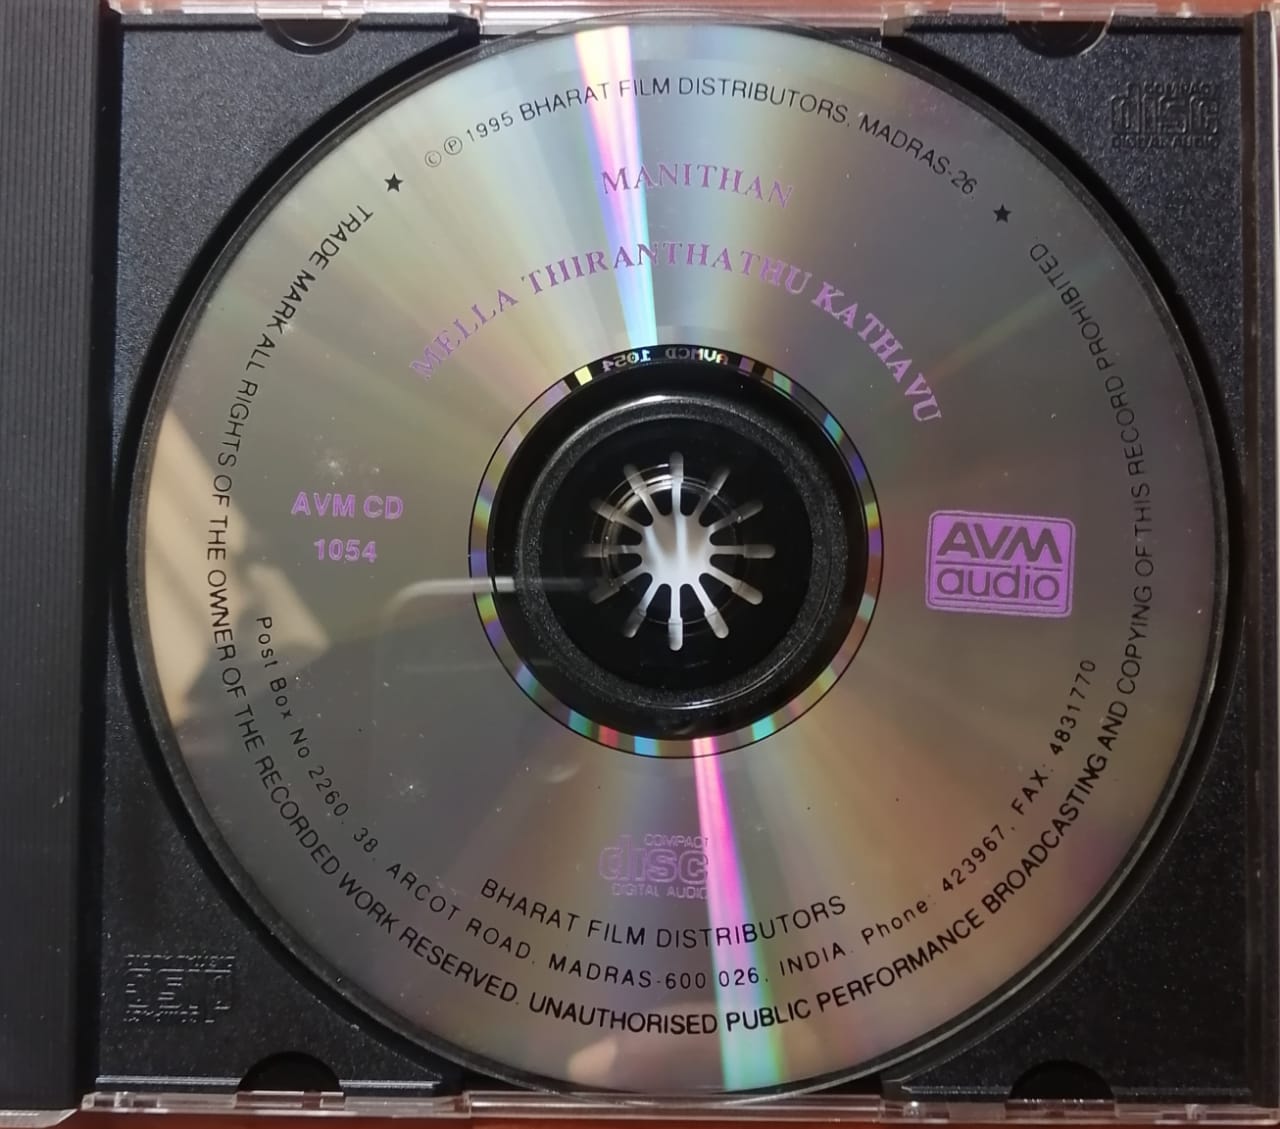 © ℗ 1995 BHARAT FILM DISTRIBUTORS, MADRAS-26.
MANITHAN
MELLA THIRANTHATHU KATHAVU
AVMCD 1054
AVM CD
1054
AVM
audio
COMPACT
disc
DIGITAL AUDIO
BHARAT FILM DISTRIBUTORS
Post Box No 2260, 38, ARCOT ROAD, MADRAS-600 026, INDIA. Phone: 423967, FAX: 4831770
★ TRADE MARK ALL RIGHTS OF THE OWNER OF THE RECORDED WORK RESERVED. UNAUTHORISED PUBLIC PERFORMANCE BROADCASTING AND COPYING OF THIS RECORD PROHIBITED ★
COMPACT
disc
DIGITAL AUDIO